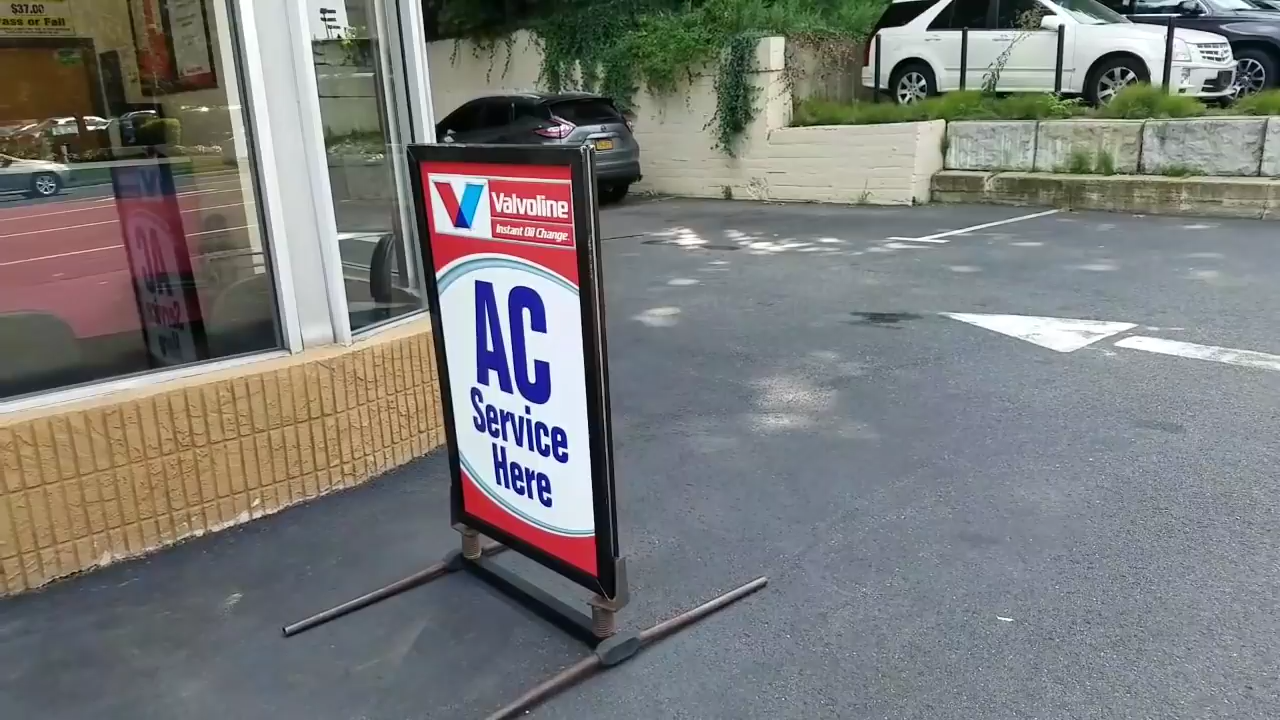 $37.00
Pass or Fail
Valvoline
Instant Oil Change.
AC
Service
Here